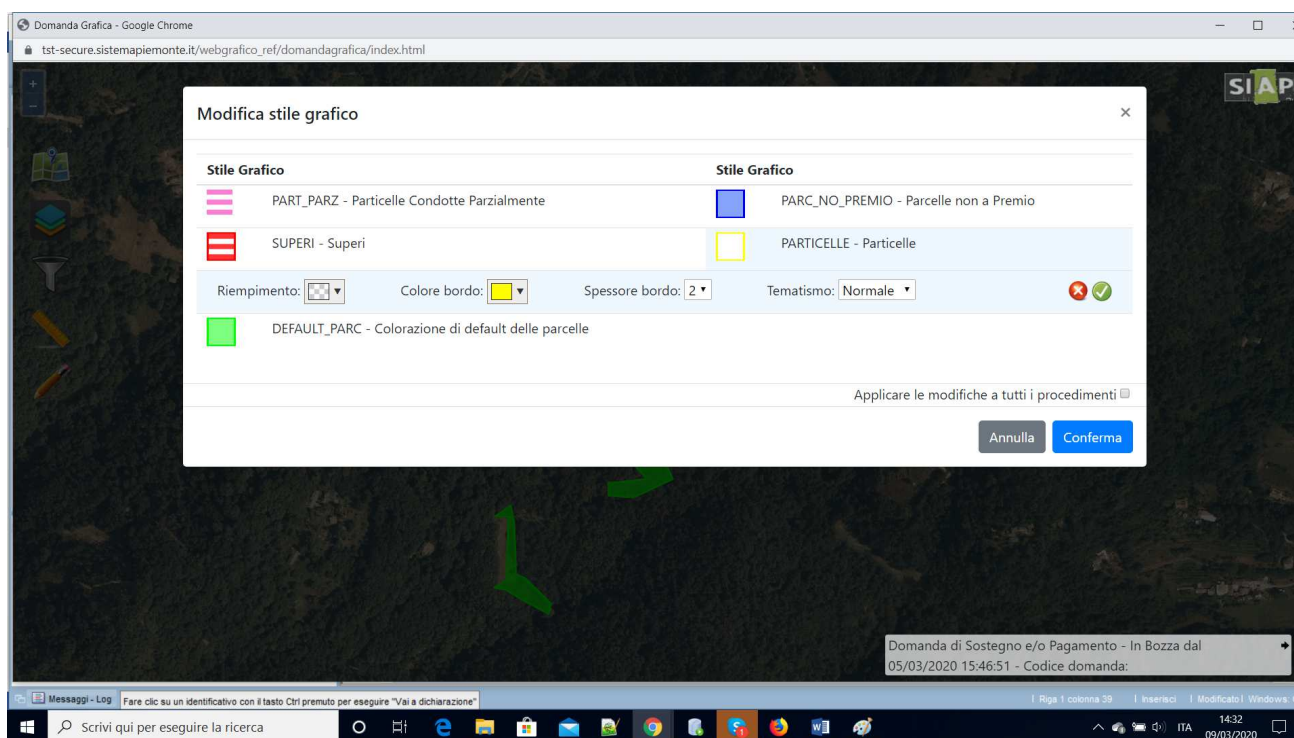 Domanda Grafica - Google Chrome
tst-secure.sistemapiemonte.it/webgrafico_ref/domandagrafica/index.html
+
-
SIAP
Modifica stile grafico
×
Stile Grafico Stile Grafico
PART_PARZ - Particelle Condotte Parzialmente PARC_NO_PREMIO - Parcelle non a Premio
SUPERI - Superi PARTICELLE - Particelle
Riempimento: Colore bordo: Spessore bordo: 2 Tematismo: Normale
DEFAULT_PARC - Colorazione di default delle parcelle
Applicare le modifiche a tutti i procedimenti
Annulla Conferma
Domanda di Sostegno e/o Pagamento - In Bozza dal
05/03/2020 15:46:51 - Codice domanda:
Messaggi - Log Fare clic su un identificativo con il tasto Ctrl premuto per eseguire "Vai a dichiarazione" Riga 1 colonna 39 Inserisci Modificato Windows:
Scrivi qui per eseguire la ricerca ITA 14:32
09/03/2020